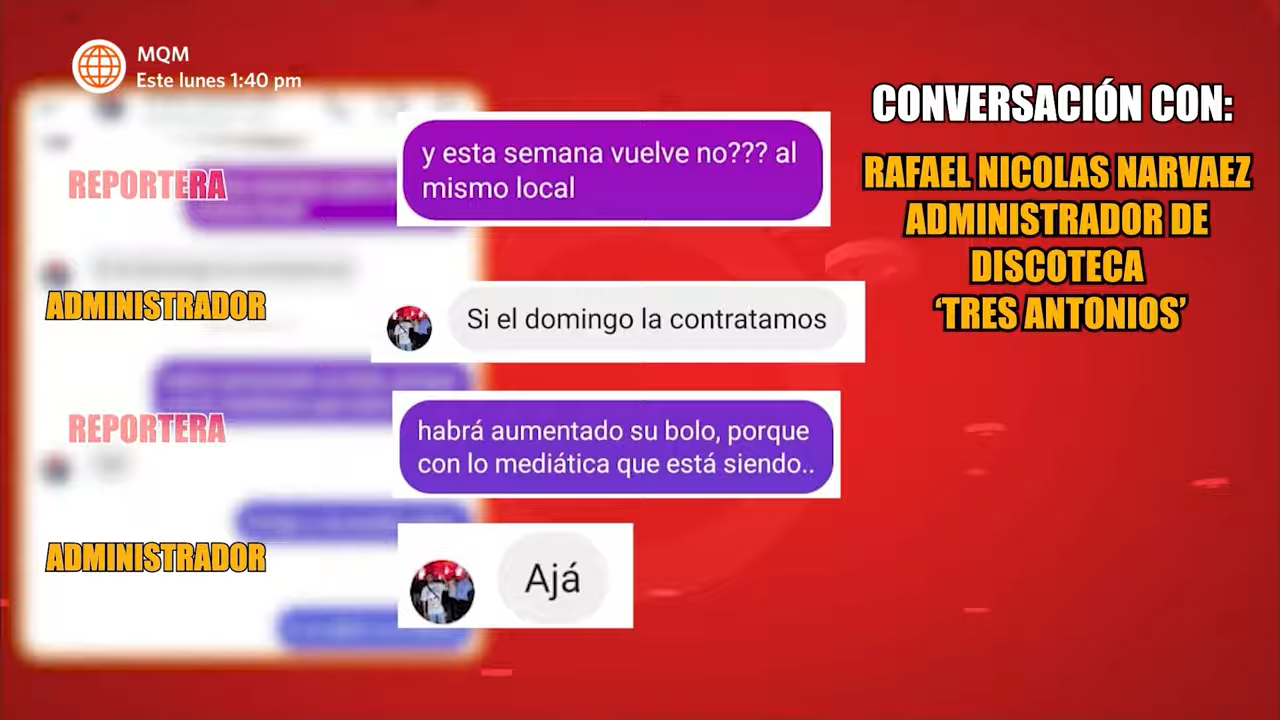 MQM
Este lunes 1:40 pm
CONVERSACIÓN CON:
RAFAEL NICOLAS NARVAEZ
ADMINISTRADOR DE
DISCOTECA
‘TRES ANTONIOS’
REPORTERA
y esta semana vuelve no??? al
mismo local
ADMINISTRADOR
Si el domingo la contratamos
REPORTERA
habrá aumentado su bolo, porque
con lo mediática que está siendo..
ADMINISTRADOR
Ajá